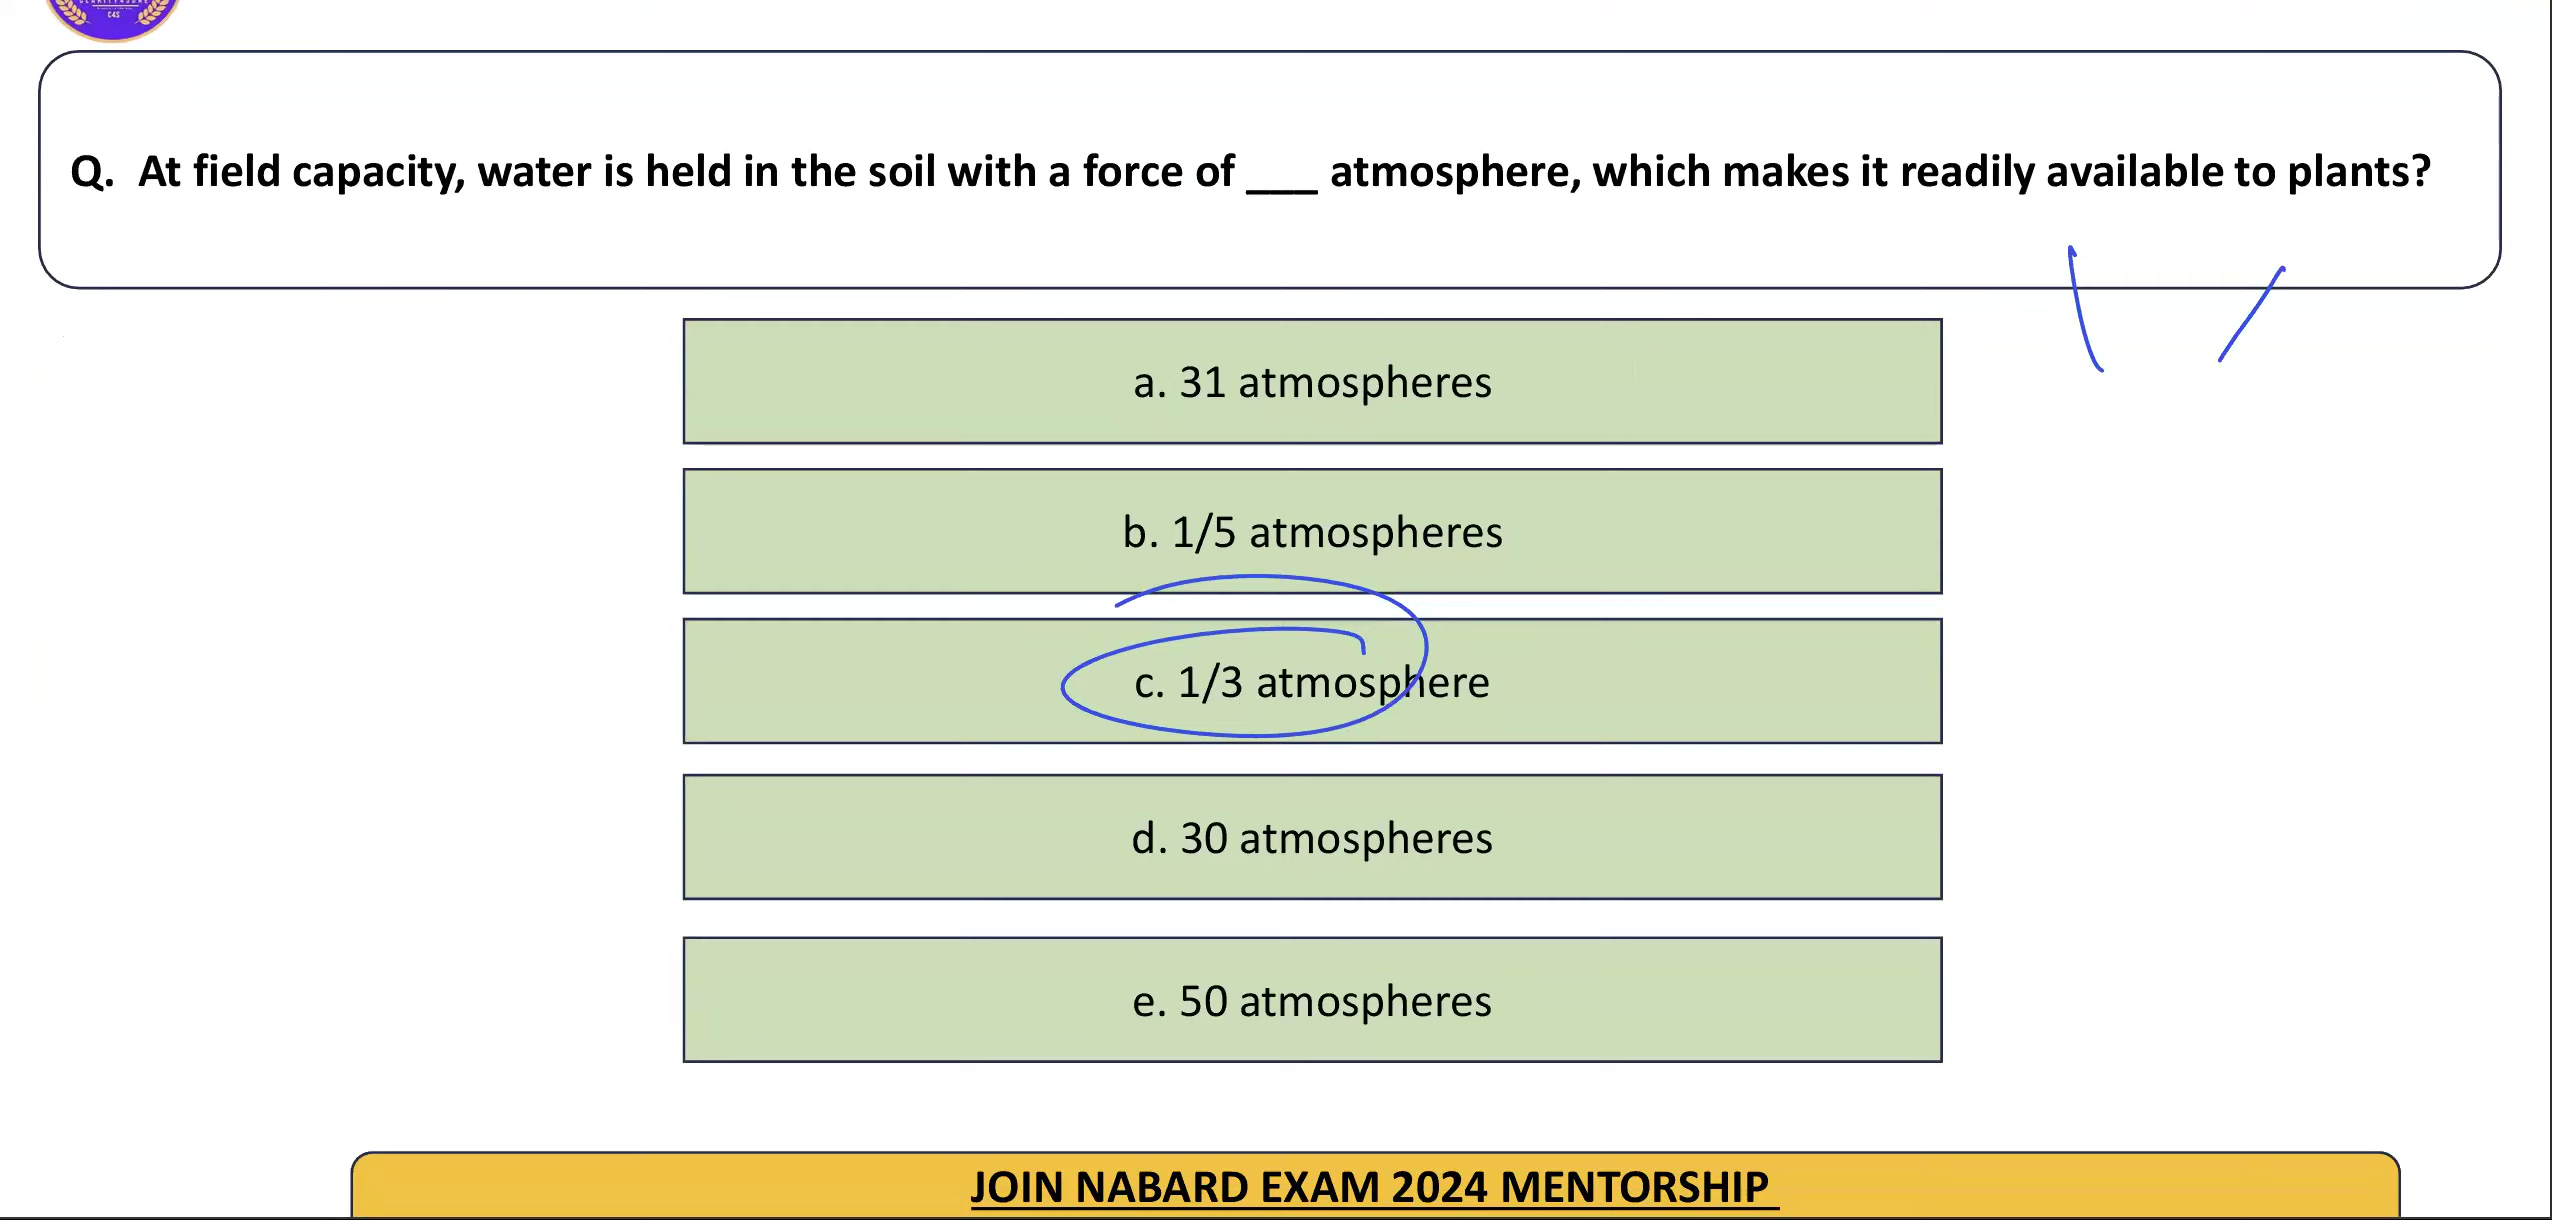 C4S
Q. At field capacity, water is held in the soil with a force of ___ atmosphere, which makes it readily available to plants?
a. 31 atmospheres
b. 1/5 atmospheres
c. 1/3 atmosphere
d. 30 atmospheres
e. 50 atmospheres
JOIN NABARD EXAM 2024 MENTORSHIP